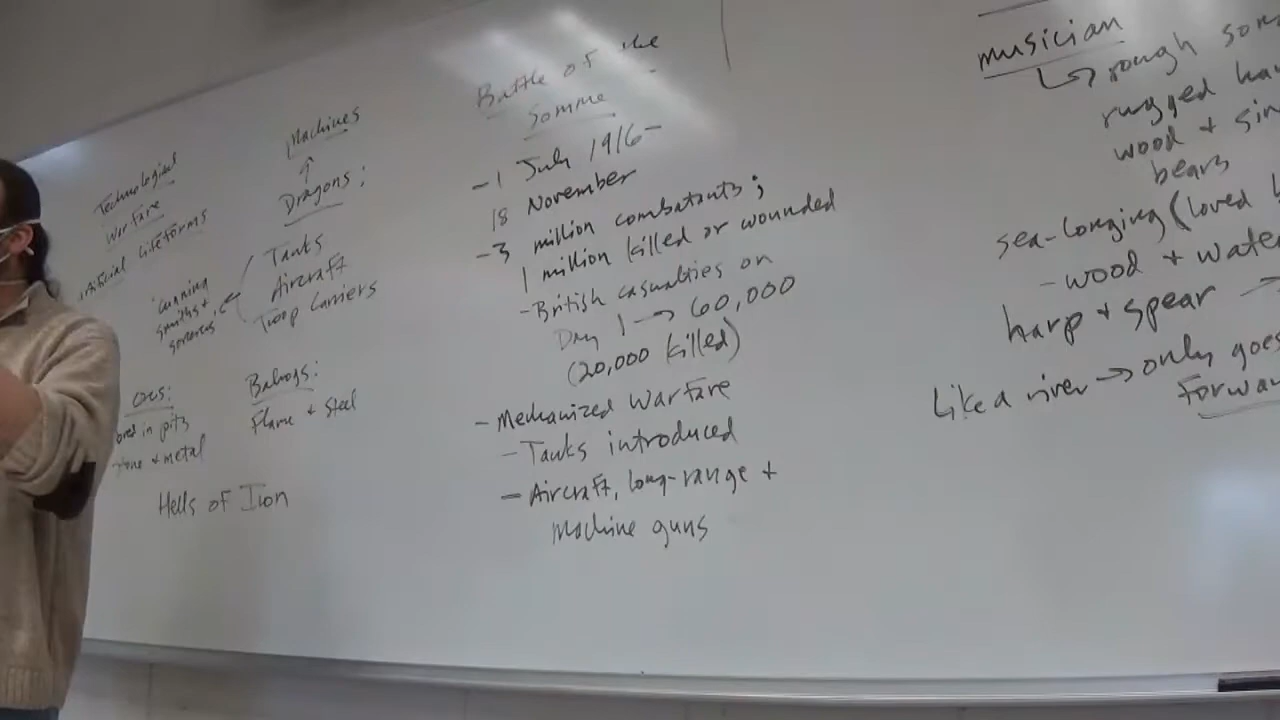 Technological
Warfare
Artificial Lifeforms
"cunning
smiths +
sorceries"
Orcs:
bred in pits
stone + metal
Machines
↑
Dragons:
Tanks
Aircraft
Troop Carriers
Balrogs:
Flame + Steel
Hells of Iron
Battle of the
Somme
- 1 July 1916 -
18 November
- 3 million combatants;
1 million killed or wounded
- British casualties on
Day 1 → 60,000
(20,000 killed)
- Mechanized Warfare
- Tanks introduced
- Aircraft, long-range +
Machine guns
musician
↳ rough
rugged
wood +
bears
sea-longing (loved
- wood + water
harp + spear →
Like a river → only goes
forward